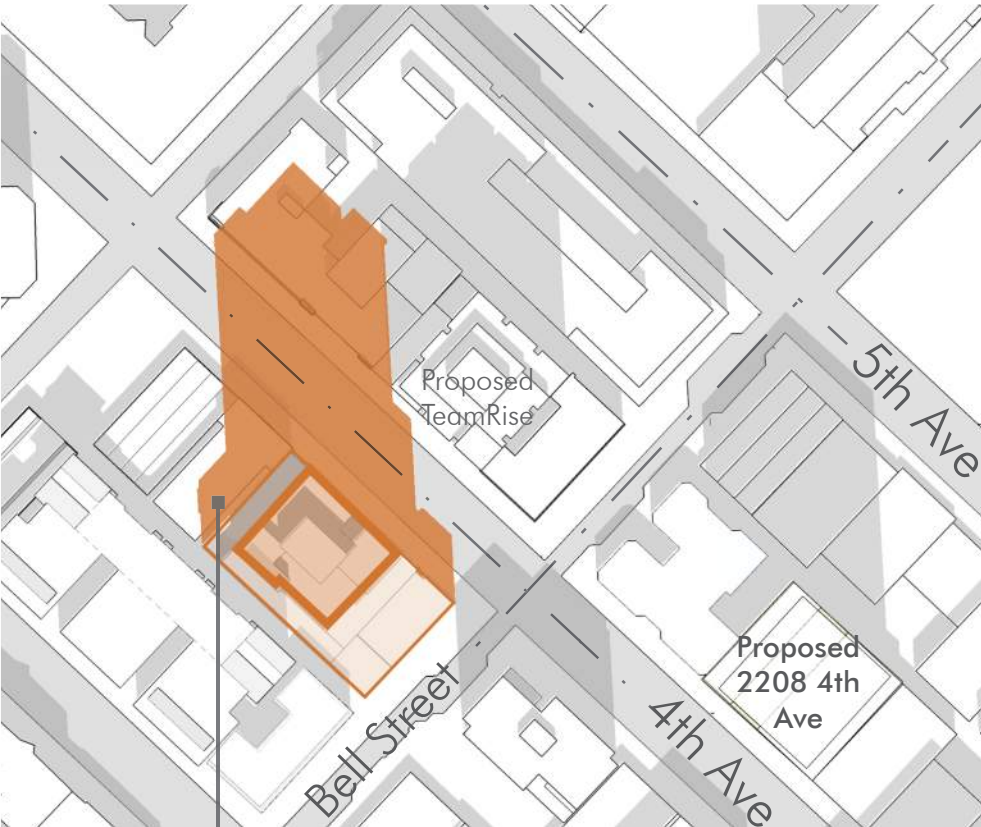 Proposed
TeamRise
5th Ave
Proposed
2208 4th
Ave
Bell Street
4th Ave